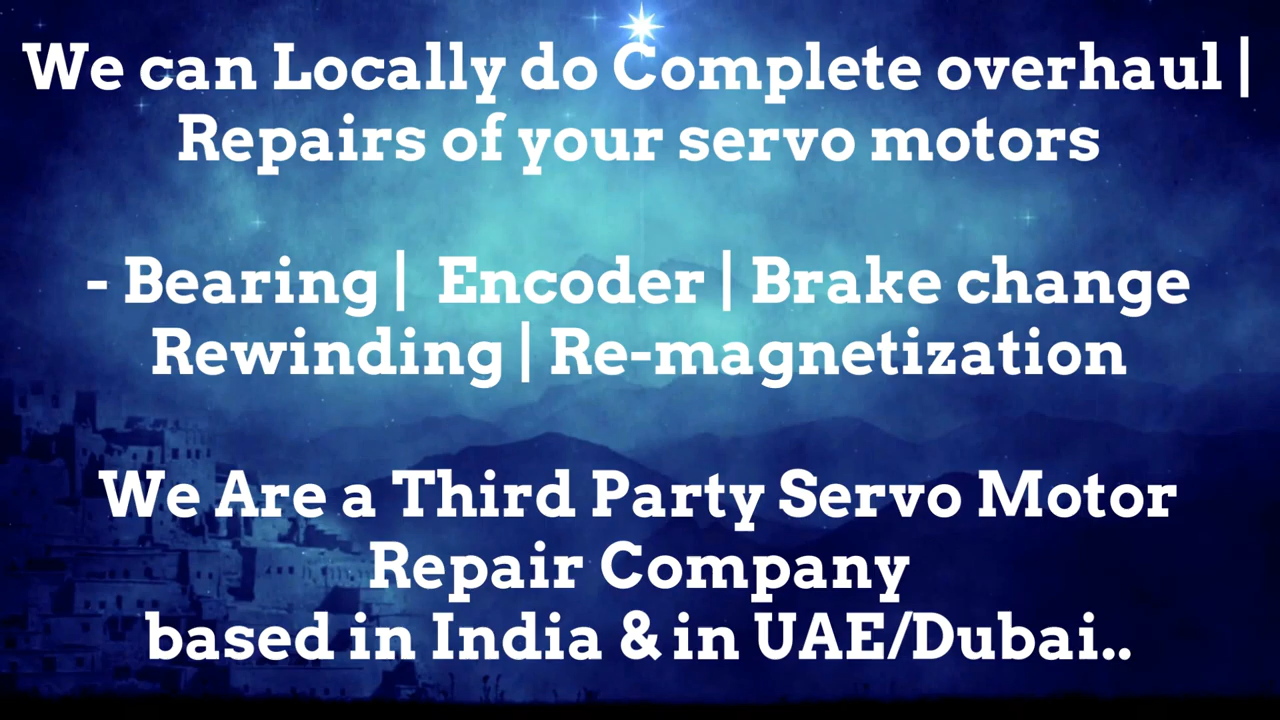 We can Locally do Complete overhaul |
Repairs of your servo motors
- Bearing | Encoder | Brake change
Rewinding | Re-magnetization
We Are a Third Party Servo Motor
Repair Company
based in India & in UAE/Dubai..